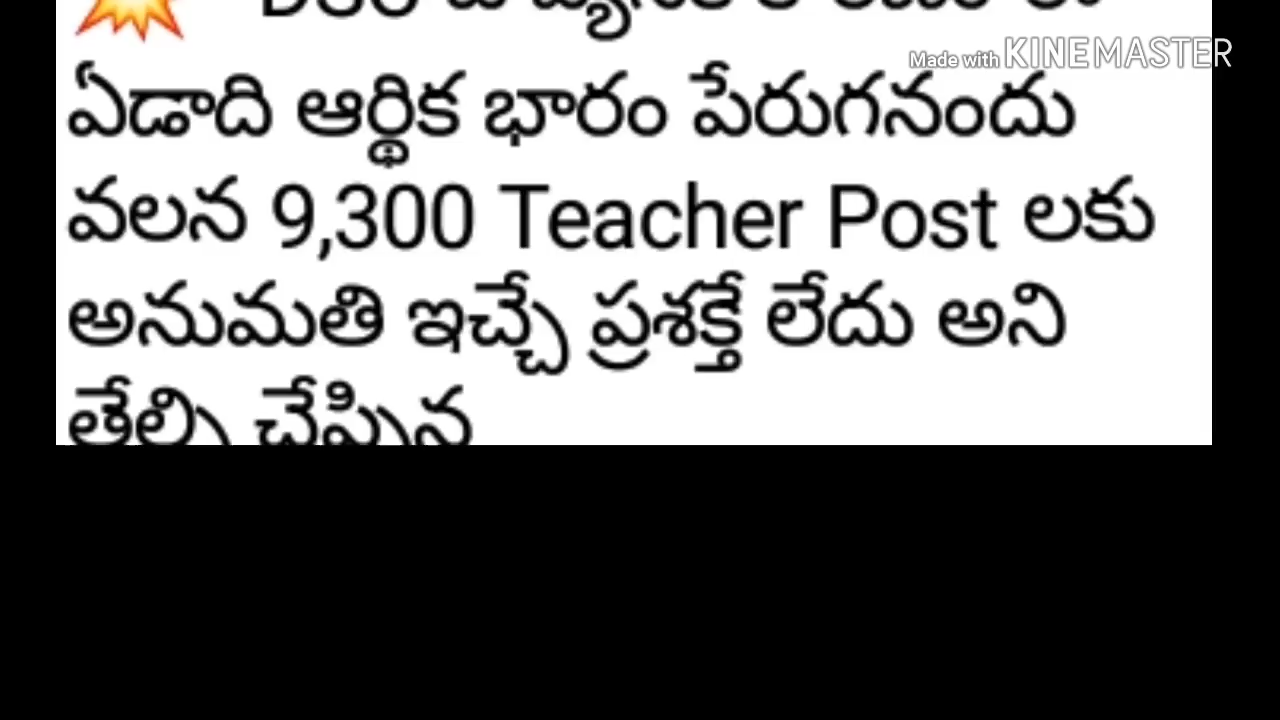 Made with KINEMASTER
ఏడాది ఆర్థిక భారం పేరుగనందు
వలన 9,300 Teacher Post లకు
అనుమతి ఇచ్చే ప్రశక్తే లేదు అని
తేల్చి చేప్పిన